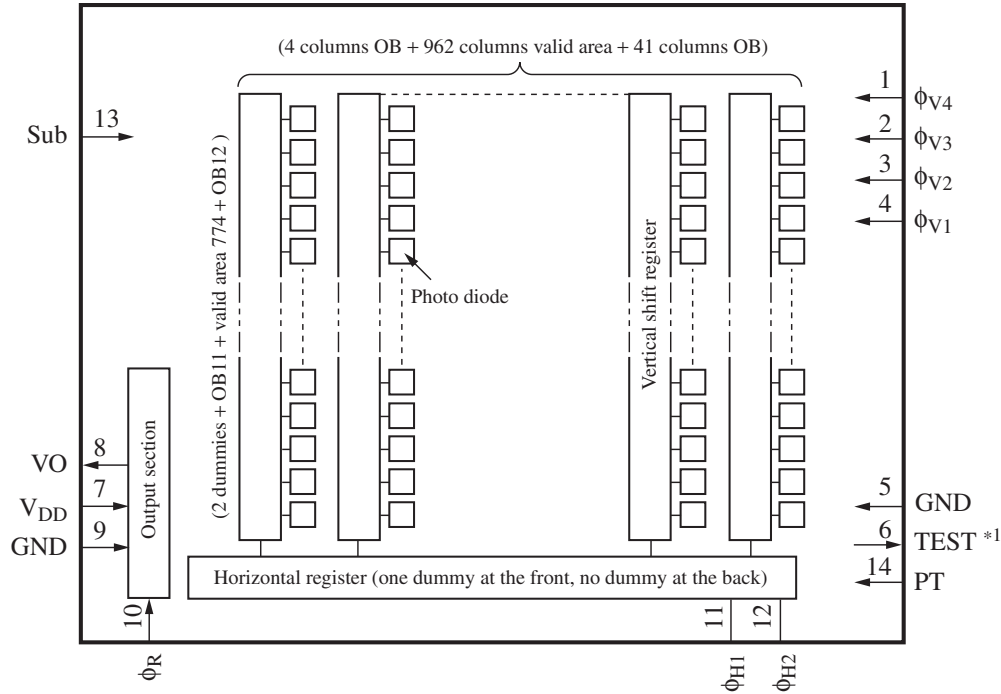 (4 columns OB + 962 columns valid area + 41 columns OB)
1
ϕV4
Sub
13
2
ϕV3
3
ϕV2
4
ϕV1
(2 dummies + OB11 + valid area 774 + OB12 )
Photo diode
Vertical shift register
Output section
VO
8
VDD
7
GND
9
5
GND
6
TEST *1
14
PT
Horizontal register (one dummy at the front, no dummy at the back)
10
11
12
ϕR
ϕH1
ϕH2